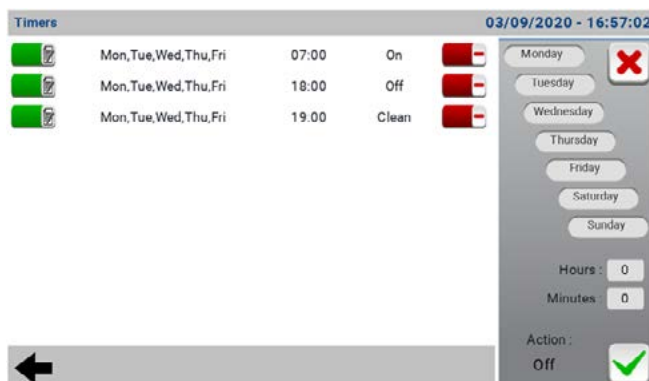 Timers 03/09/2020 - 16:57:02
Mon,Tue,Wed,Thu,Fri 07:00 On
Mon,Tue,Wed,Thu,Fri 18:00 Off
Mon,Tue,Wed,Thu,Fri 19.00 Clean
Monday
Tuesday
Wednesday
Thursday
Friday
Saturday
Sunday
Hours : 0
Minutes 0
Action :
Off